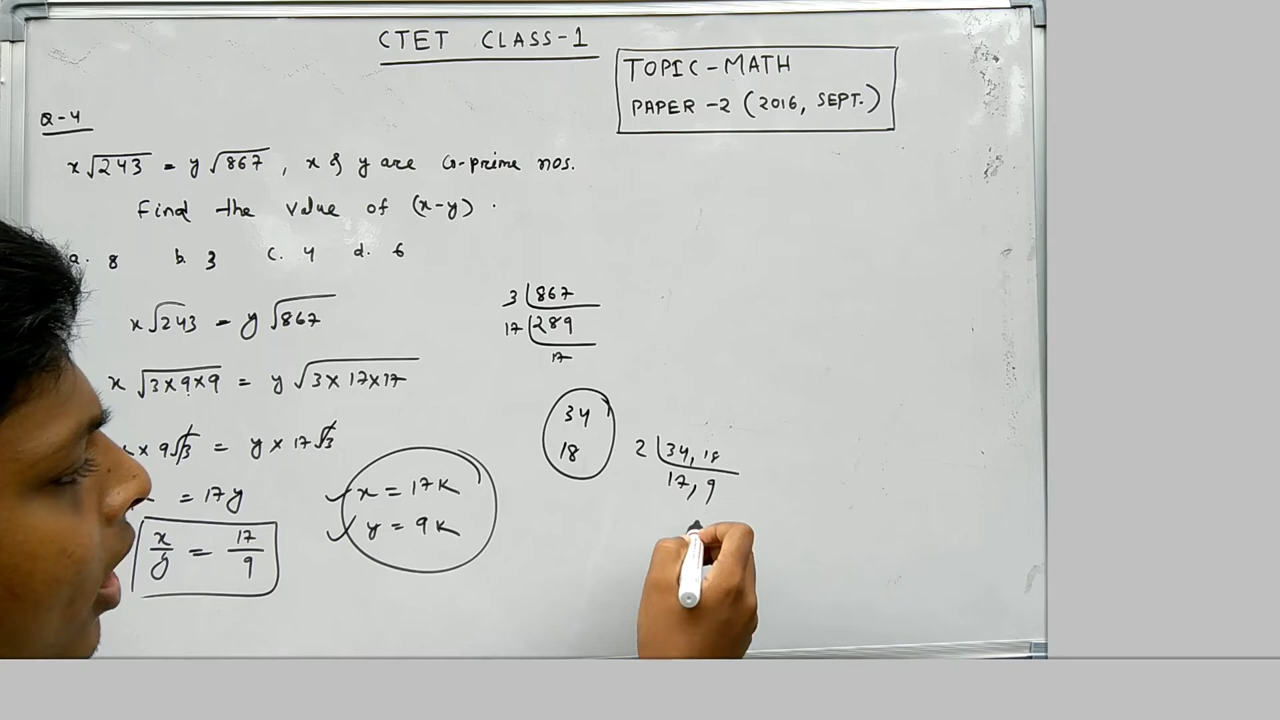 CTET CLASS-1
TOPIC-MATH
PAPER-2 (2016, SEPT.)
Q-4
x√243 = y√867, x & y are co-prime nos.
Find the value of (x-y).
a. 8 b. 3 c. 4 d. 6
x√243 = y√867
x√3×9×9 = y√3×17×17
× 9√3 = y × 17√3
= 17y
x/y = 17/9
x = 17K
y = 9K
3 | 867
17 | 289
17
34
18
2 | 34, 18
17, 9